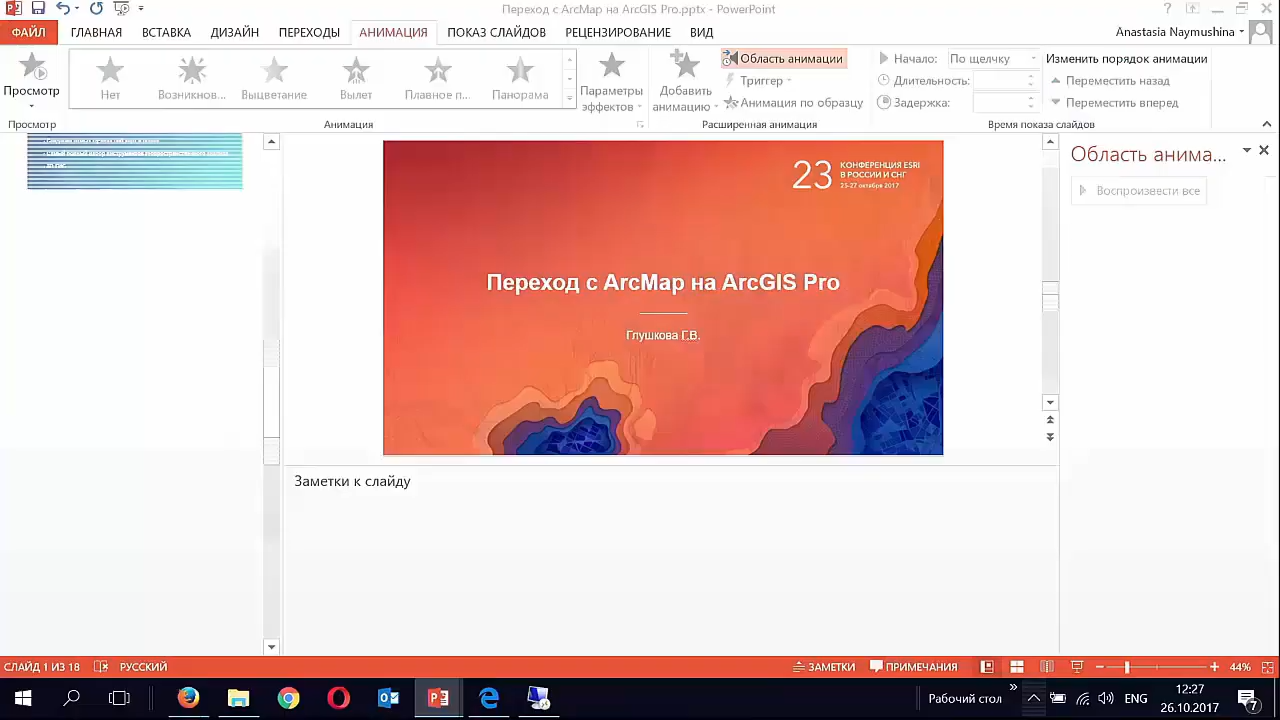 Переход с ArcMap на ArcGIS Pro.pptx - PowerPoint
?
ФАЙЛ ГЛАВНАЯ ВСТАВКА ДИЗАЙН ПЕРЕХОДЫ АНИМАЦИЯ ПОКАЗ СЛАЙДОВ РЕЦЕНЗИРОВАНИЕ ВИД Anastasia Naymushina
Просмотр
Нет Возникнов... Выцветание Вылет Плавное п... Панорама
Параметры эффектов
Добавить анимацию
Область анимации
Триггер
Анимация по образцу
Начало: По щелчку
Длительность:
Задержка:
Изменить порядок анимации
Переместить назад
Переместить вперед
Просмотр Анимация Расширенная анимация Время показа слайдов
23 КОНФЕРЕНЦИЯ ESRI
В РОССИИ И СНГ
25-27 октября 2017
Переход с ArcMap на ArcGIS Pro
Глушкова Г.В.
Область анима...
Воспроизвести все
Заметки к слайду
СЛАЙД 1 ИЗ 18 РУССКИЙ ЗАМЕТКИ ПРИМЕЧАНИЯ 44%
Рабочий стол » ENG 12:27
26.10.2017 7